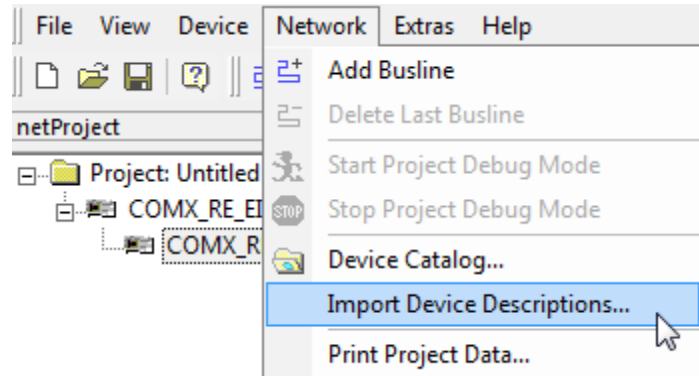 File View Device Network Extras Help
Add Busline
Delete Last Busline
netProject
Start Project Debug Mode
Project: Untitled
STOP Stop Project Debug Mode
COMX_RE_EI
COMX_R
Device Catalog...
Import Device Descriptions...
Print Project Data...